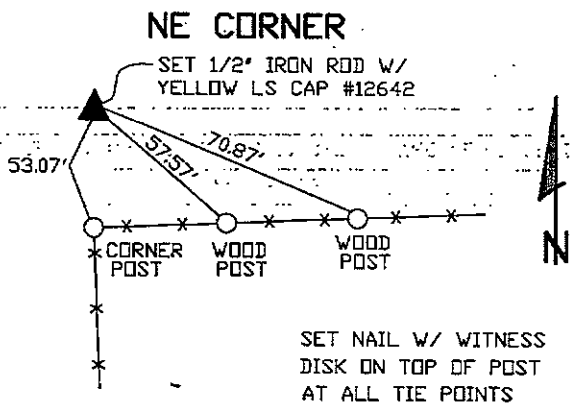 NE CORNER
SET 1/2" IRON ROD W/
YELLOW LS CAP #12642
53.07'
57.57'
70.87'
CORNER
POST
WOOD
POST
WOOD
POST
N
SET NAIL W/ WITNESS
DISK ON TOP OF POST
AT ALL TIE POINTS